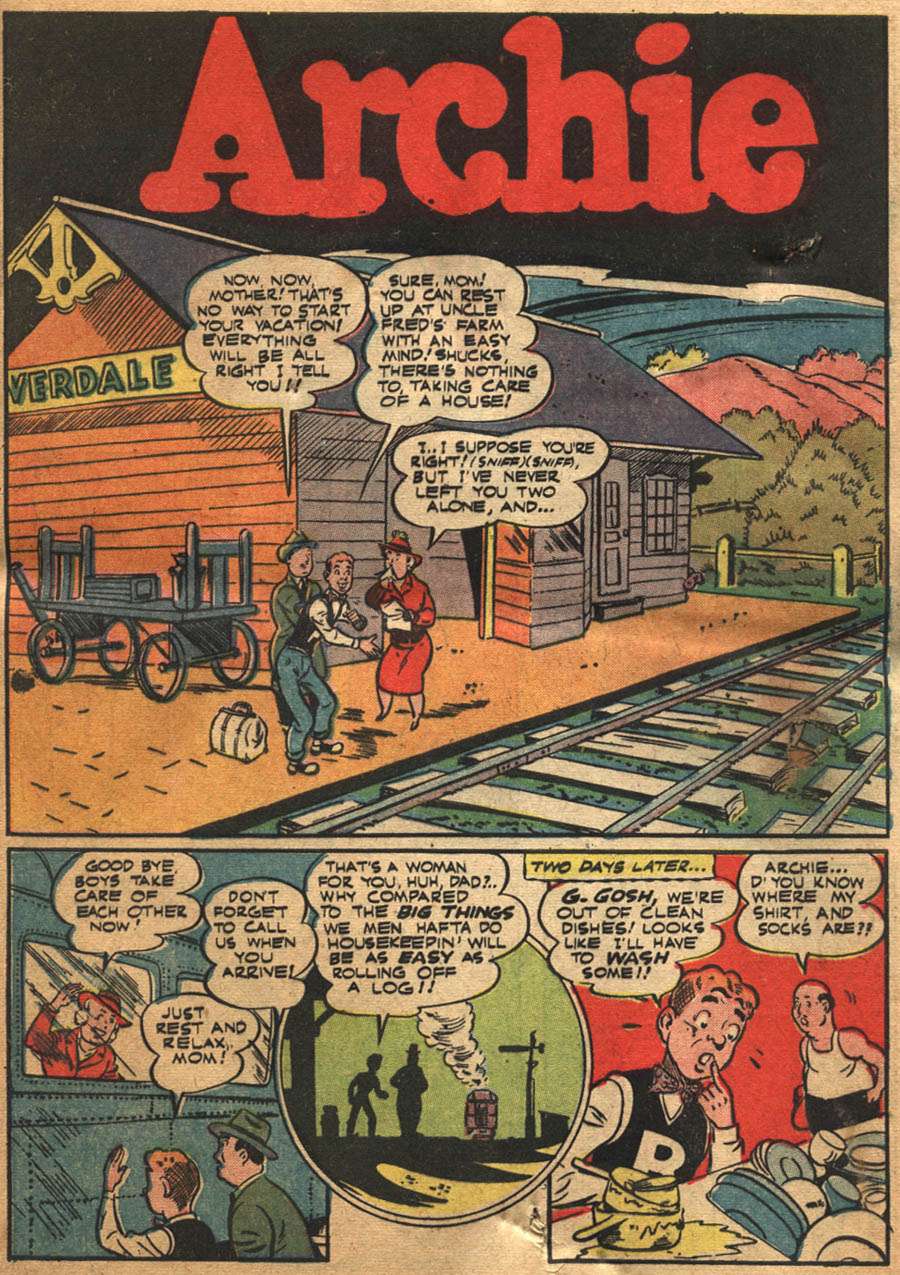 Archie
NOW, NOW,
MOTHER! THAT'S
NO WAY TO START
YOUR VACATION!
EVERYTHING
WILL BE ALL
RIGHT I TELL
YOU!!
SURE, MOM!
YOU CAN REST
UP AT UNCLE
FRED'S FARM
WITH AN EASY
MIND! SHUCKS,
THERE'S NOTHING
TO, TAKING CARE
OF A HOUSE!
VERDALE
I.. I SUPPOSE YOU'RE
RIGHT! (SNIFF)(SNIFF),
BUT I'VE NEVER
LEFT YOU TWO
ALONE, AND...
GOOD BYE,
BOYS TAKE
CARE OF
EACH OTHER
NOW!
DON'T
FORGET
TO CALL
US WHEN
YOU
ARRIVE!
JUST
REST AND
RELAX,
MOM!
THAT'S A WOMAN
FOR YOU, HUH, DAD?..
WHY COMPARED
TO THE BIG THINGS
WE MEN HAFTA DO
HOUSEKEEPIN' WILL
BE AS EASY AS
ROLLING OFF
A LOG!!
TWO DAYS LATER...
G. GOSH, WE'RE
OUT OF CLEAN
DISHES! LOOKS
LIKE I'LL HAVE
TO WASH
SOME!!
ARCHIE...
D'YOU KNOW
WHERE MY
SHIRT, AND
SOCKS ARE??
R